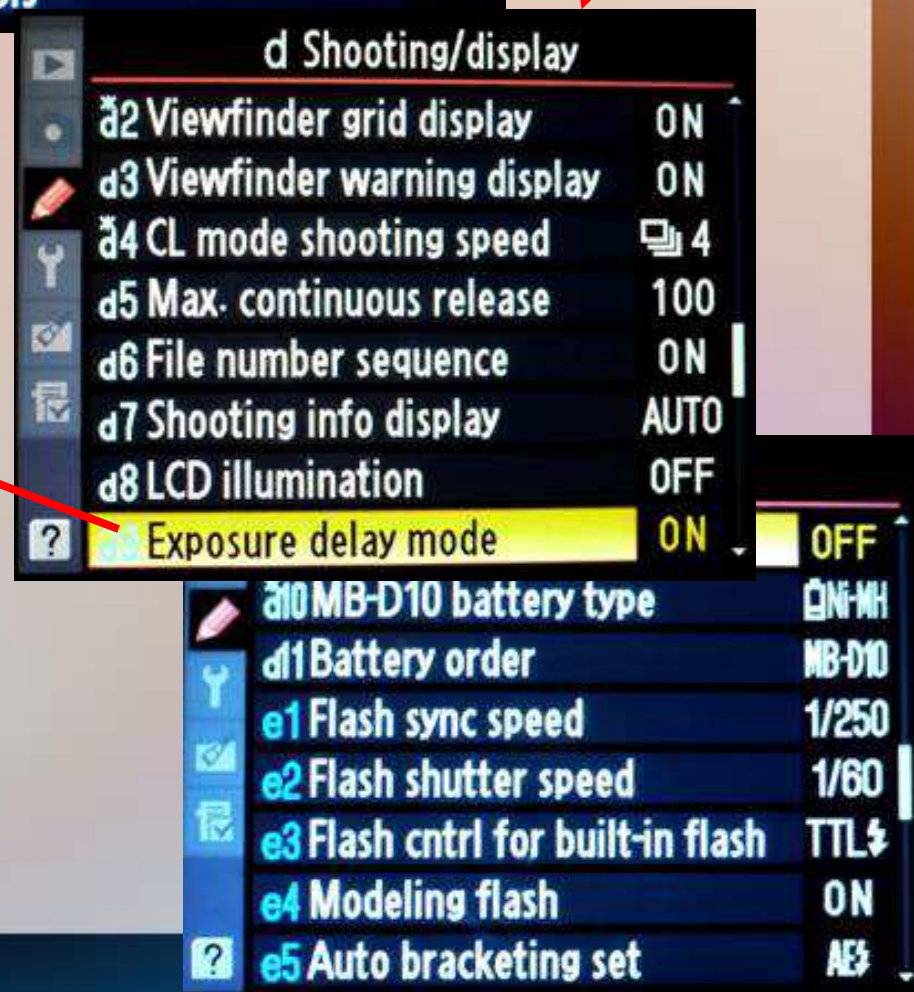 d Shooting/display
d2 Viewfinder grid display ON
d3 Viewfinder warning display ON
d4 CL mode shooting speed 4
d5 Max. continuous release 100
d6 File number sequence ON
d7 Shooting info display AUTO
d8 LCD illumination OFF
d9 Exposure delay mode ON
?
OFF
d10 MB-D10 battery type Ni-MH
d11 Battery order MB-D10
e1 Flash sync speed 1/250
e2 Flash shutter speed 1/60
e3 Flash cntrl for built-in flash TTL
e4 Modeling flash ON
e5 Auto bracketing set AE
?